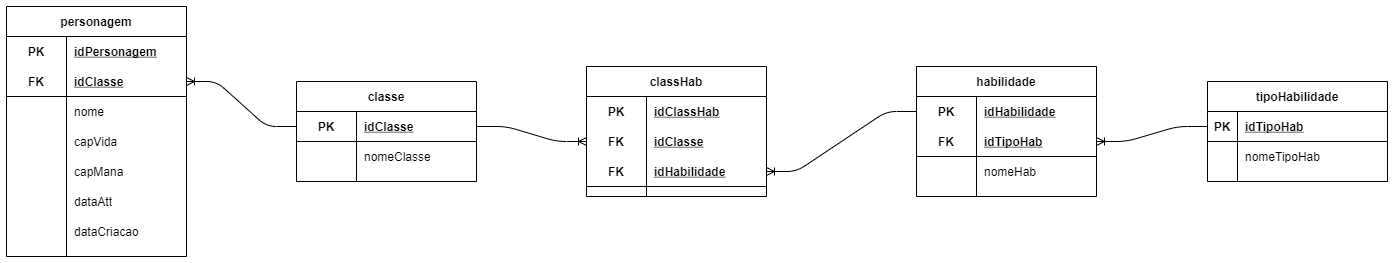 personagem
PK idPersonagem
FK idClasse
nome
capVida
capMana
dataAtt
dataCriacao
classe
PK idClasse
nomeClasse
classHab
PK idClassHab
FK idClasse
FK idHabilidade
habilidade
PK idHabilidade
FK idTipoHab
nomeHab
tipoHabilidade
PK idTipoHab
nomeTipoHab